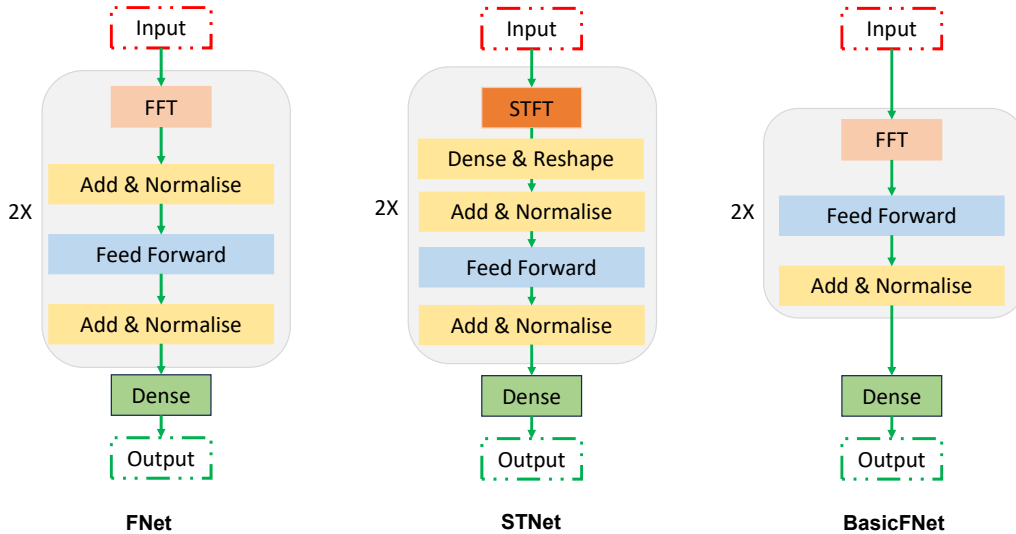 Input
FFT
Add & Normalise
2X
Feed Forward
Add & Normalise
Dense
Output
FNet
Input
STFT
Dense & Reshape
2X
Add & Normalise
Feed Forward
Add & Normalise
Dense
Output
STNet
Input
FFT
2X
Feed Forward
Add & Normalise
Dense
Output
BasicFNet